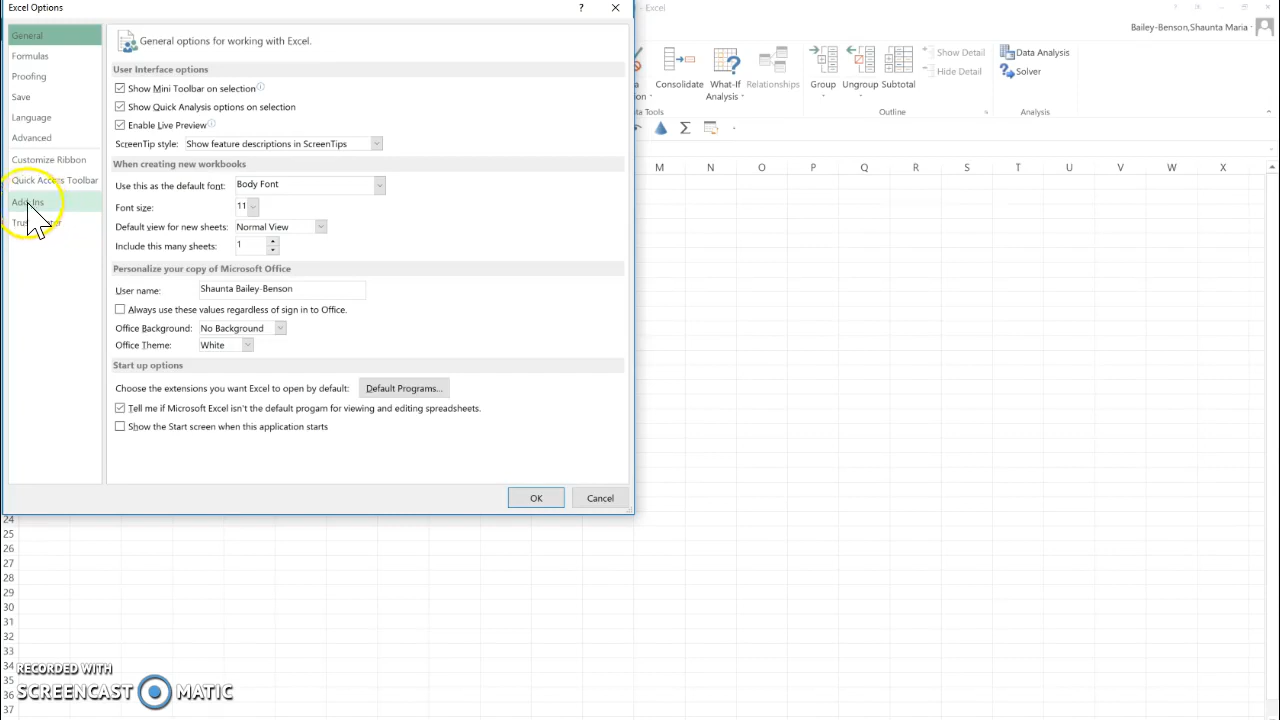 Excel Options
?
- Excel
?
Bailey-Benson,Shaunta Maria
General
Formulas
Proofing
Save
Language
Advanced
Customize Ribbon
Quick Access Toolbar
Add-Ins
General options for working with Excel.
User Interface options
Show Mini Toolbar on selection
Show Quick Analysis options on selection
Enable Live Preview
ScreenTip style: Show feature descriptions in ScreenTips
When creating new workbooks
Use this as the default font: Body Font
Font size: 11
Default view for new sheets: Normal View
Include this many sheets: 1
Personalize your copy of Microsoft Office
User name: Shaunta Bailey-Benson
Always use these values regardless of sign in to Office.
Office Background: No Background
Office Theme: White
Start up options
Choose the extensions you want Excel to open by default: Default Programs...
Tell me if Microsoft Excel isn't the default progam for viewing and editing spreadsheets.
Show the Start screen when this application starts
OK Cancel
Consolidate
What-If
Analysis
Relationships
Data Tools
Group
Ungroup
Subtotal
Show Detail
Hide Detail
Outline
Data Analysis
Solver
Analysis
M N O P Q R S T U V W X
24
25
26
27
28
29
30
31
32
33
34
35
36
37
RECORDED WITH
SCREENCAST MATIC